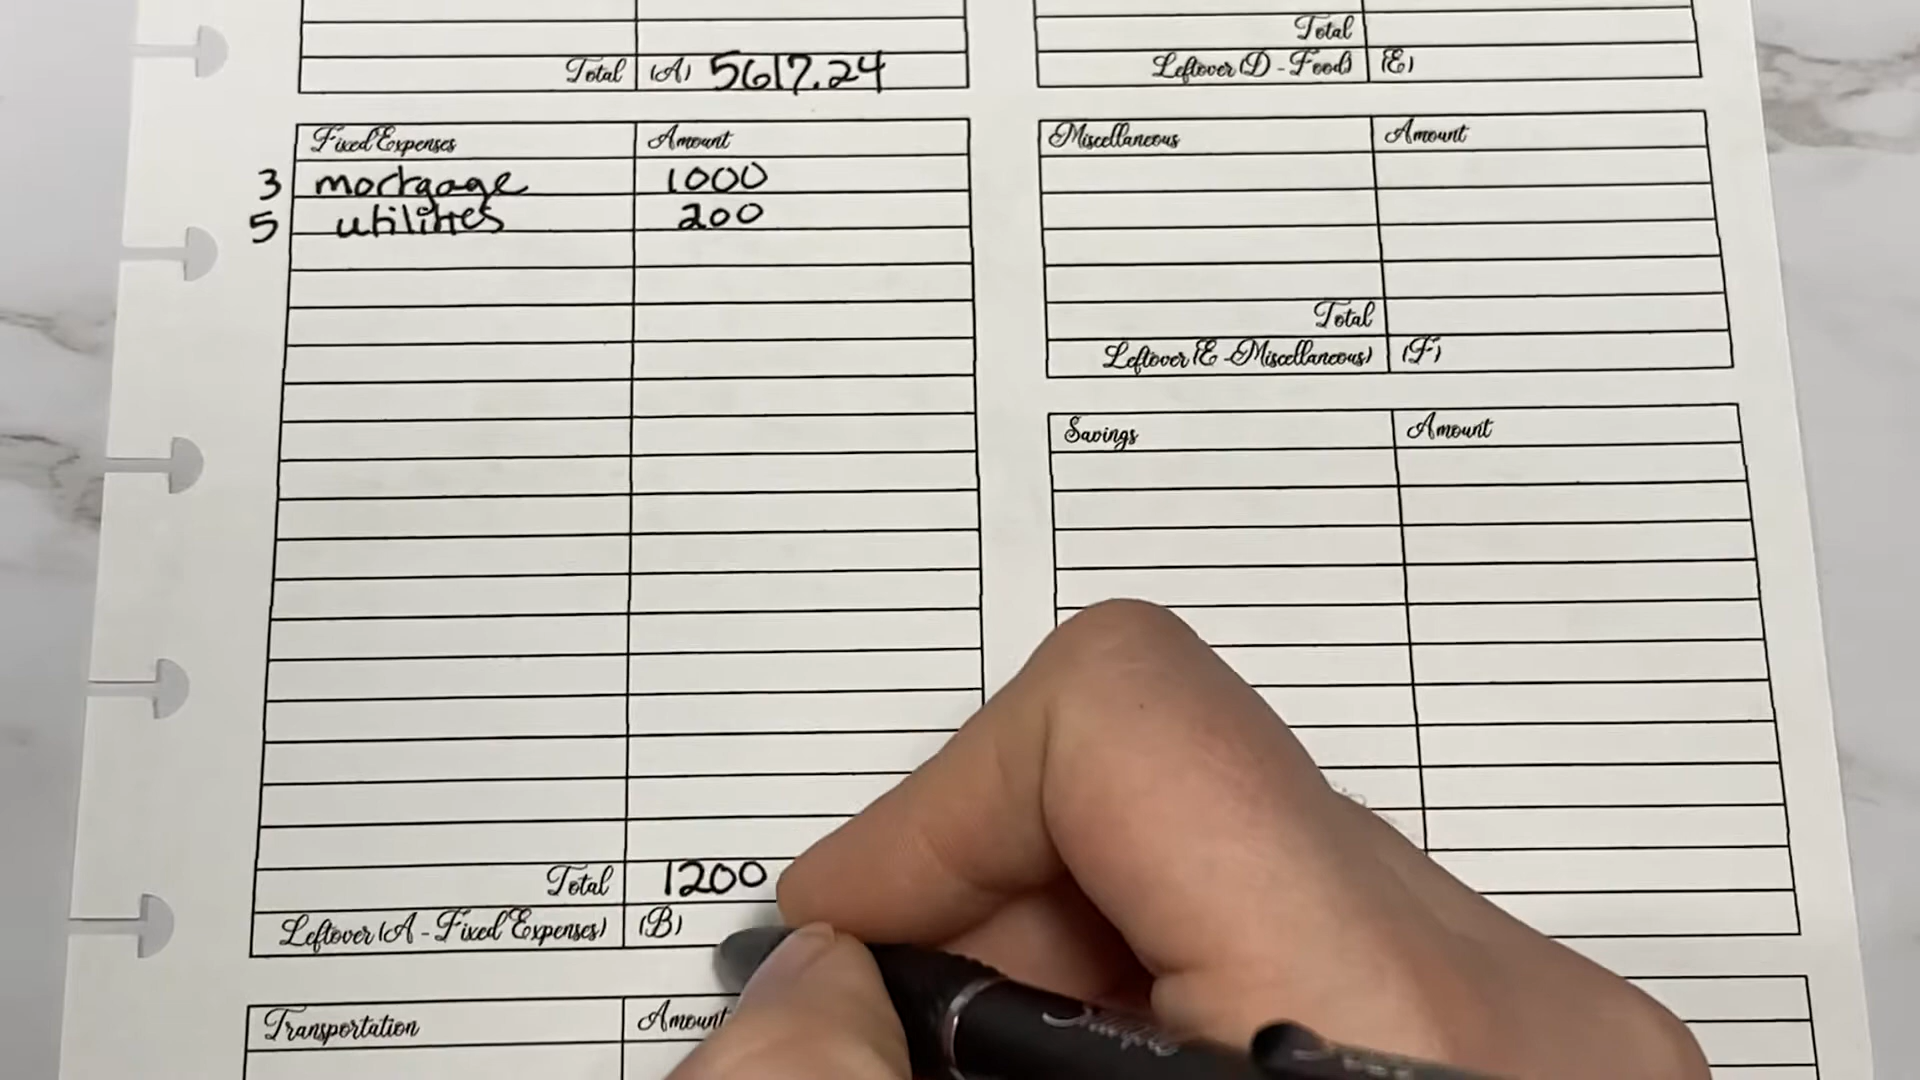 Total (A) 5617.24
Fixed Expenses Amount
3 mortgage 1000
5 utilities 200
Total 1200
Leftover (A - Fixed Expenses) (B)
Transportation Amount
Total
Leftover (D - Food) (E)
Miscellaneous Amount
Total
Leftover (E - Miscellaneous) (F)
Savings Amount